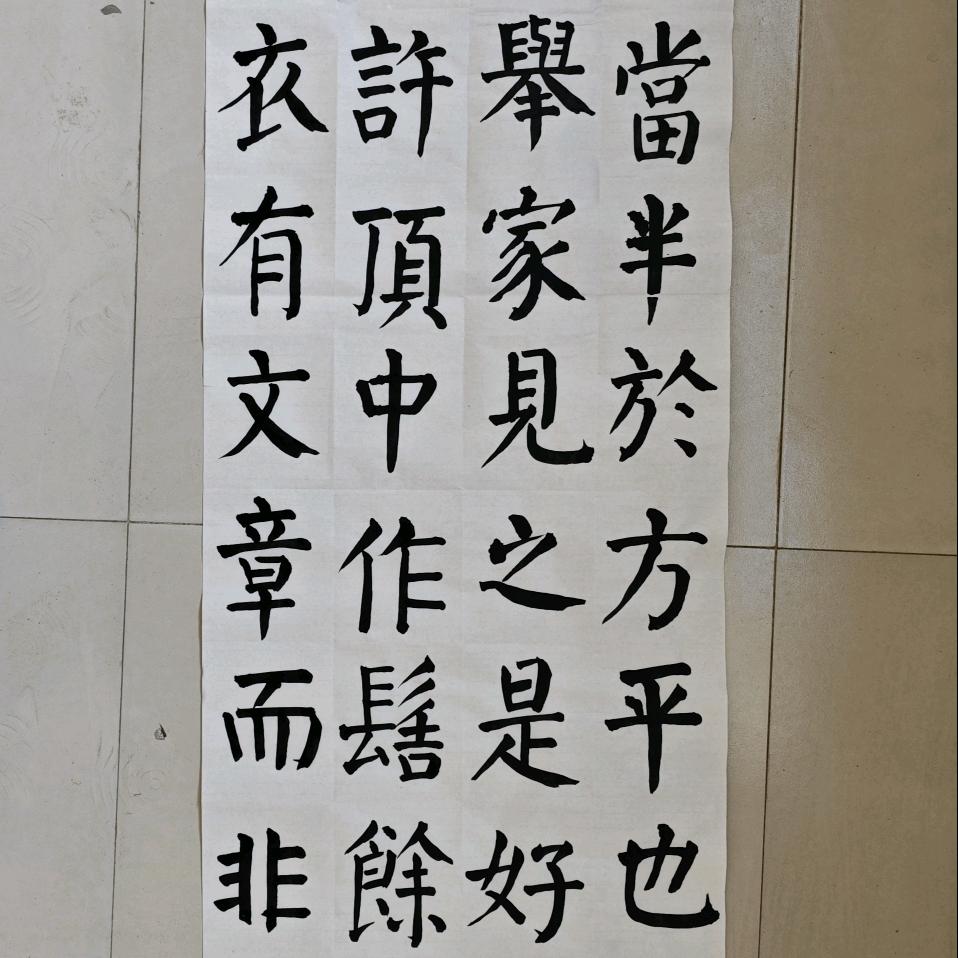 當半於方平也
舉家見之是好
許頂中作髻餘
衣有文章而非